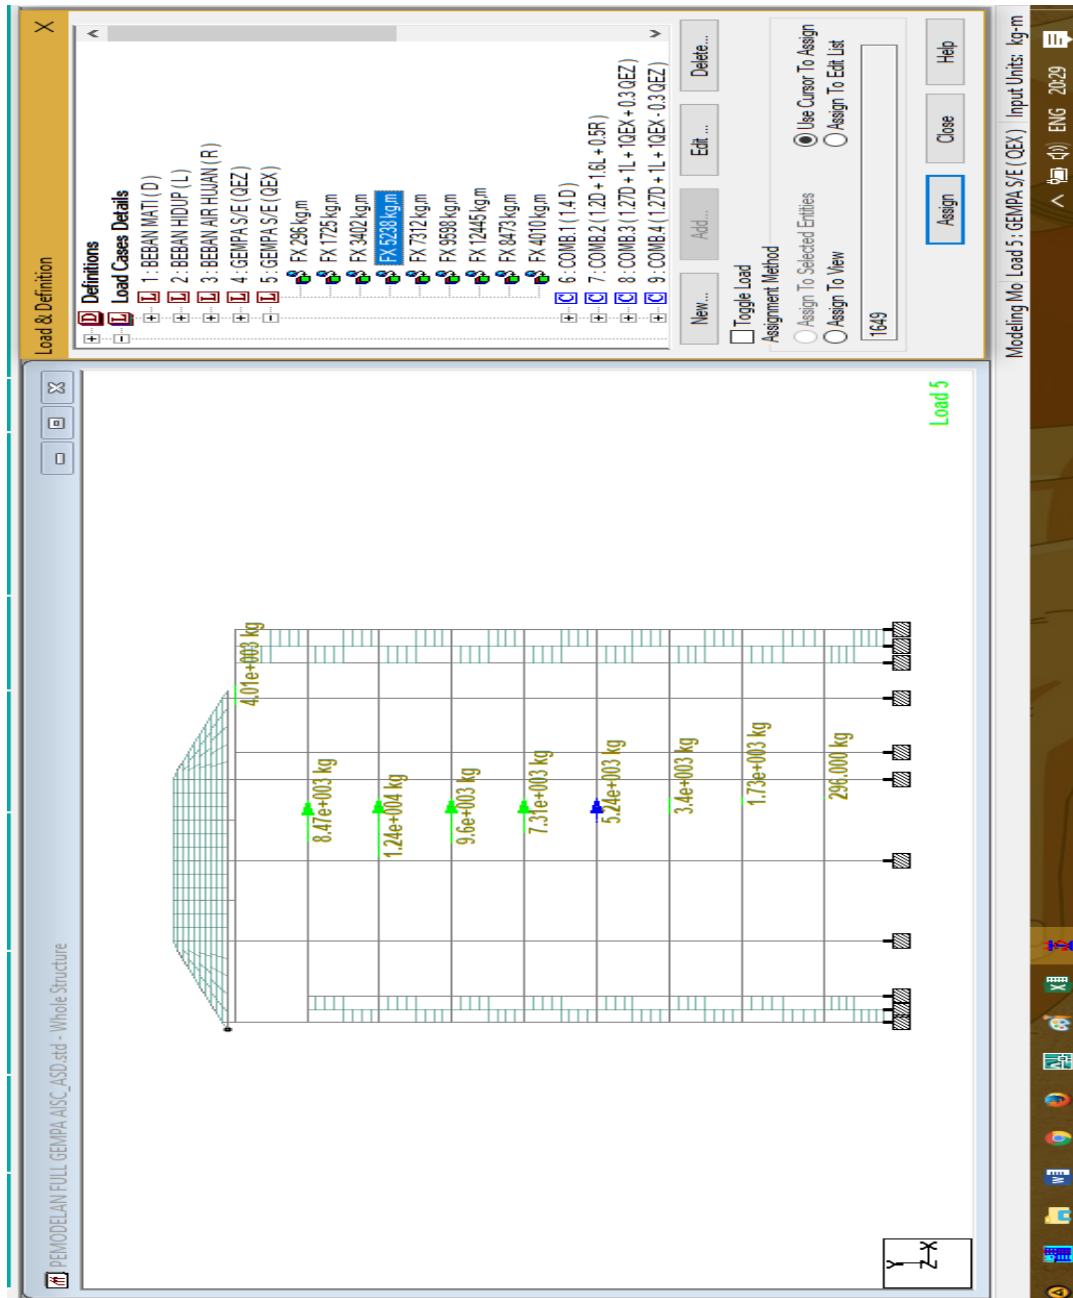 PEMODELAN FULL GEMPA AISC_ASD.std - Whole Structure
4.01e+003 kg
8.47e+003 kg
1.24e+004 kg
9.6e+003 kg
7.31e+003 kg
5.24e+003 kg
3.4e+003 kg
1.73e+003 kg
296.000 kg
Y
Z X
Load 5
Load & Definition
Definitions
Load Cases Details
1 : BEBAN MATI ( D )
2 : BEBAN HIDUP ( L )
3 : BEBAN AIR HUJAN ( R )
4 : GEMPA S/E (QEZ)
5 : GEMPA S/E (QEX)
FX 296 kg,m
FX 1725 kg,m
FX 3402 kg,m
FX 5238 kg,m
FX 7312 kg,m
FX 9598 kg,m
FX 12445 kg,m
FX 8473 kg,m
FX 4010 kg,m
6 : COMB.1 ( 1.4 D )
7 : COMB.2 ( 1.2D + 1.6L + 0.5R )
8 : COMB.3 ( 1.27D + 1L + 1QEX + 0.3 QEZ )
9 : COMB.4 ( 1.27D + 1L + 1QEX - 0.3 QEZ )
New... Add... Edit ... Delete...
Toggle Load
Assignment Method
Assign To Selected Entities Use Cursor To Assign
Assign To View Assign To Edit List
1649
Assign Close Help
Modeling Mo Load 5 : GEMPA S/E ( QEX ) Input Units: kg-m
ENG 20:29